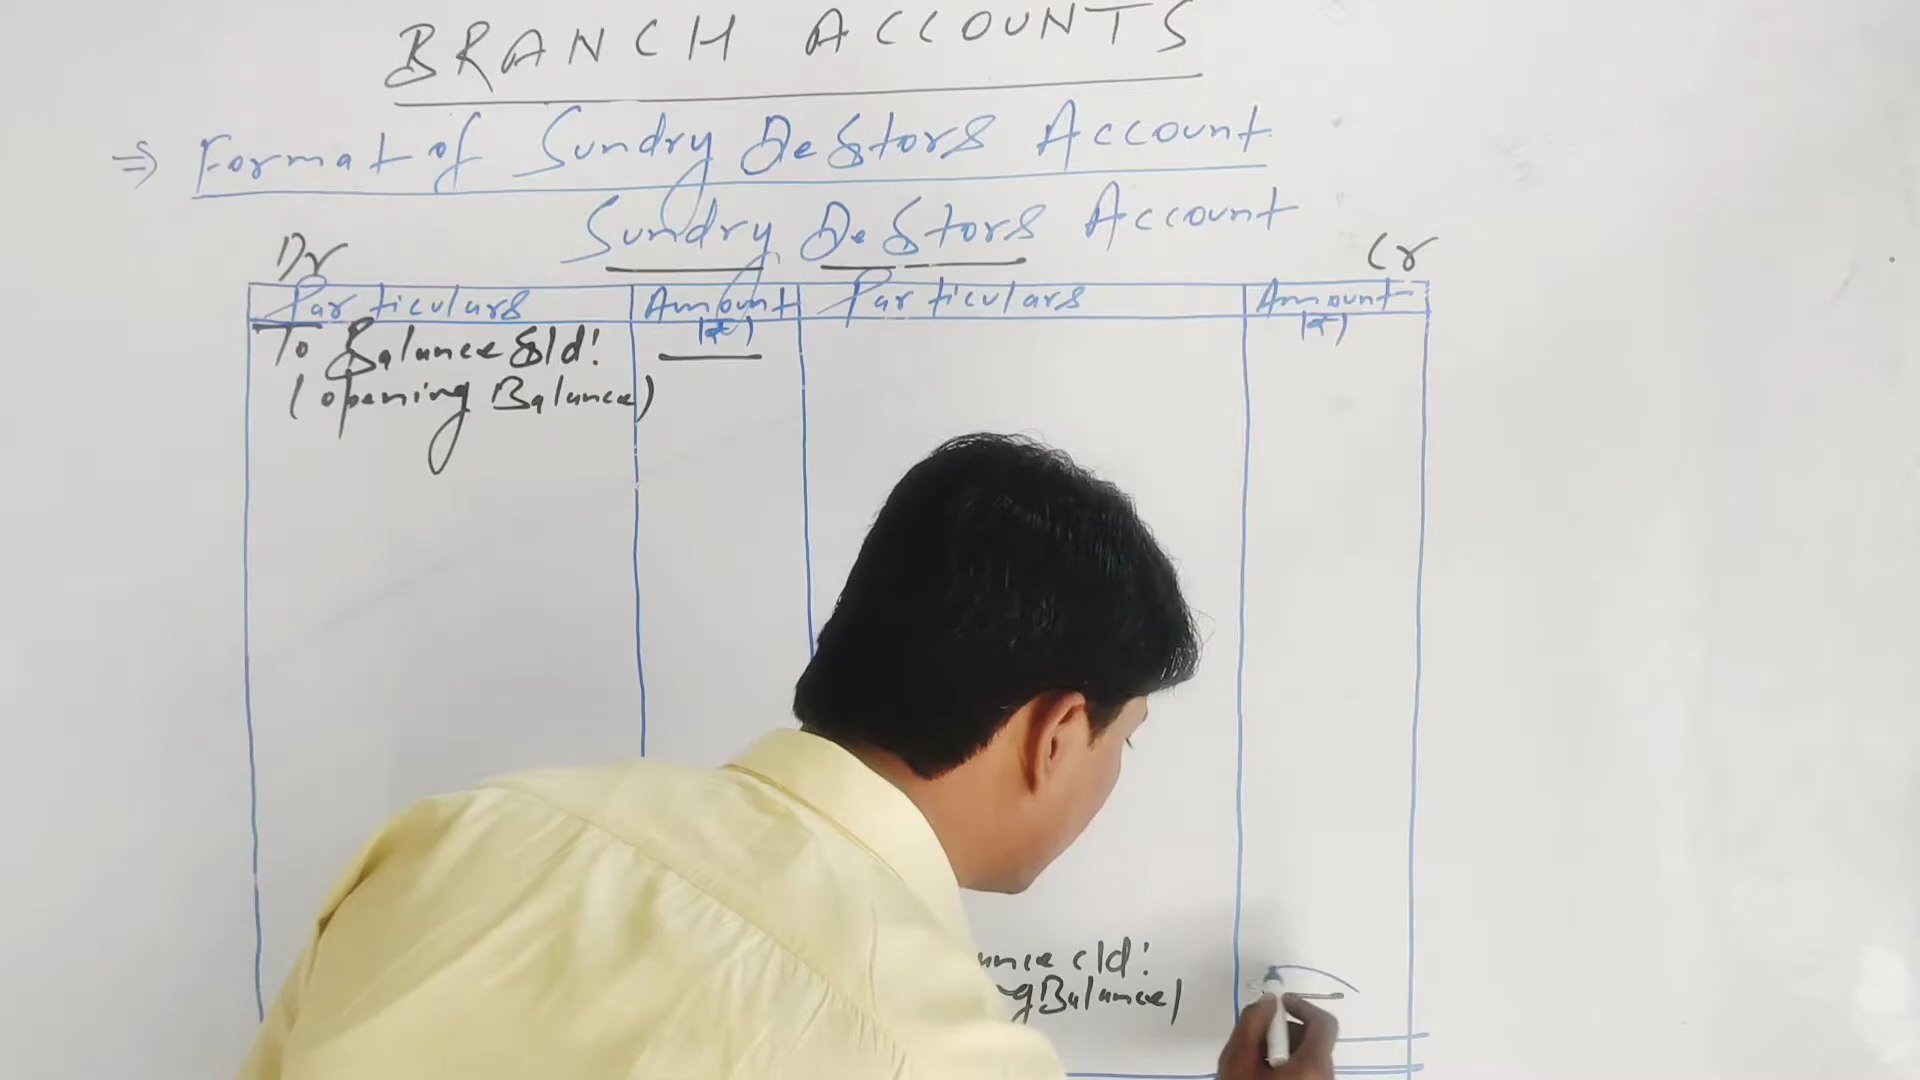 BRANCH ACCOUNTS
⇒ Format of Sundry Debtors Account
Sundry Debtors Account
Dr Cr
Particulars Amount (₹) Particulars Amount (₹)
To Balance b/d:
(opening Balance)
c/d:
Balance)